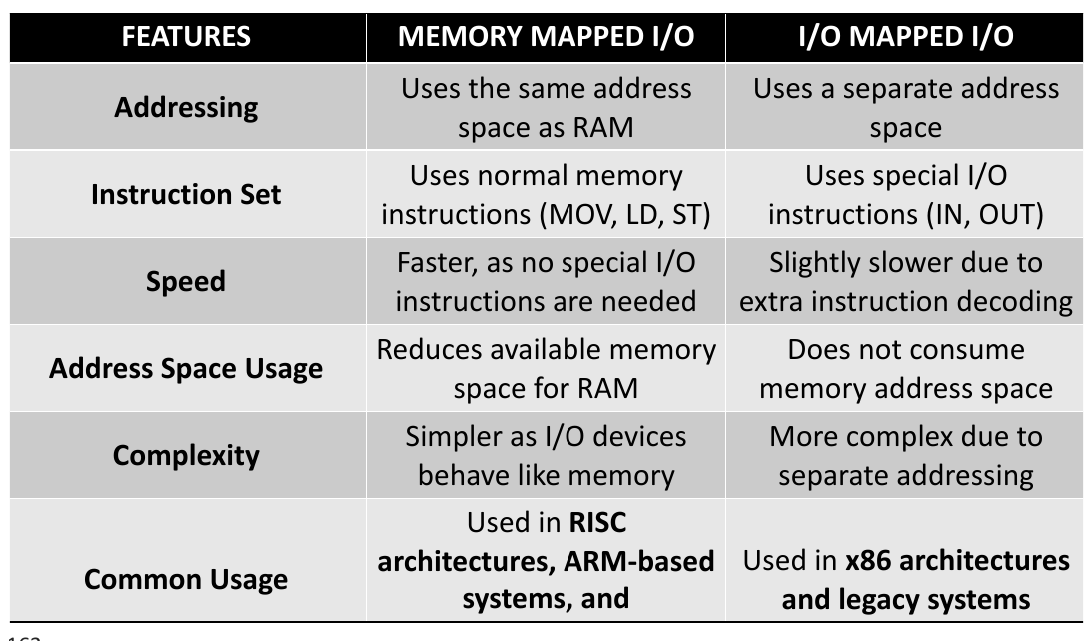 FEATURES MEMORY MAPPED I/O I/O MAPPED I/O
Addressing
Uses the same address
space as RAM
Uses a separate address
space
Instruction Set
Uses normal memory
instructions (MOV, LD, ST)
Uses special I/O
instructions (IN, OUT)
Speed
Faster, as no special I/O
instructions are needed
Slightly slower due to
extra instruction decoding
Address Space Usage
Reduces available memory
space for RAM
Does not consume
memory address space
Complexity
Simpler as I/O devices
behave like memory
More complex due to
separate addressing
Common Usage
Used in RISC
architectures, ARM-based
systems, and
Used in x86 architectures
and legacy systems